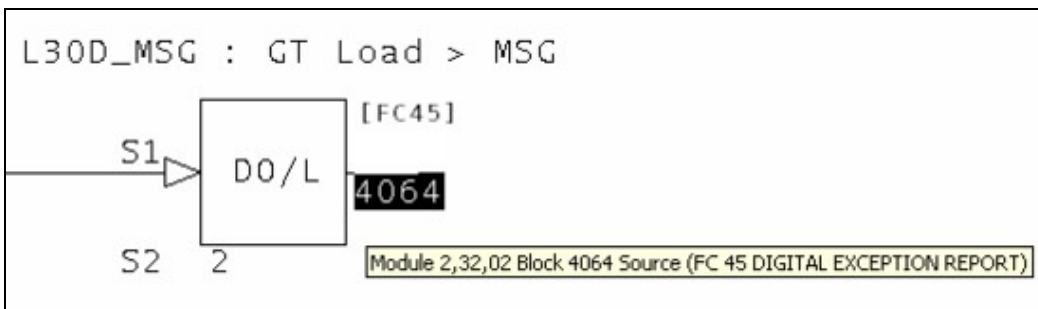 L30D_MSG : GT Load > MSG
[FC45]
S1
DO/L
4064
S2 2
Module 2,32,02 Block 4064 Source (FC 45 DIGITAL EXCEPTION REPORT)